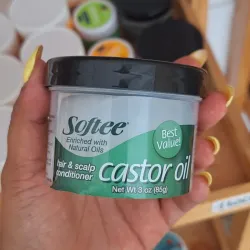 Softee
Enriched with
Natural Oils
Best
Value!
hair & scalp
conditioner
castor oil
Net Wt 3 oz (85g)